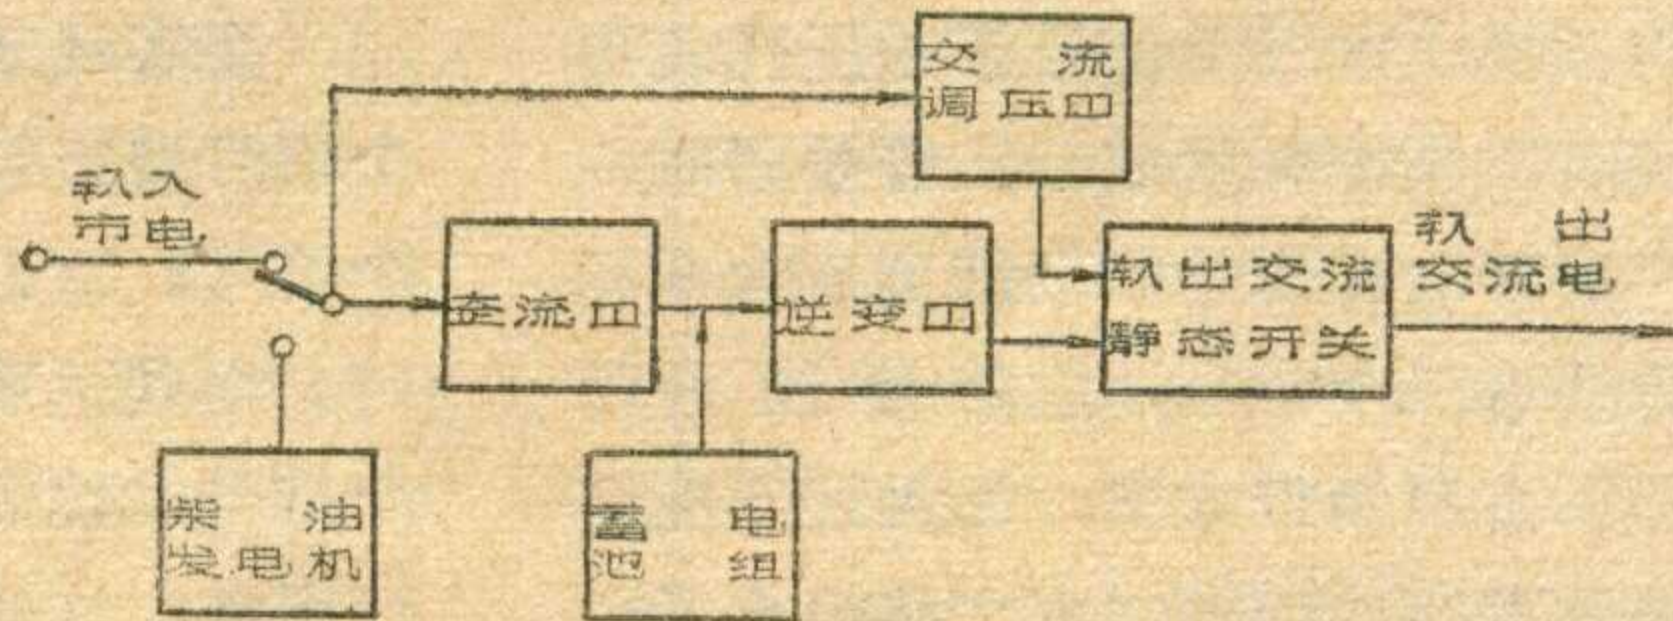 交 流
调压器
输入
市电
整流器
逆变器
输出交流
静态开关
输 出
交流电
柴 油
发电机
蓄 电
池 组